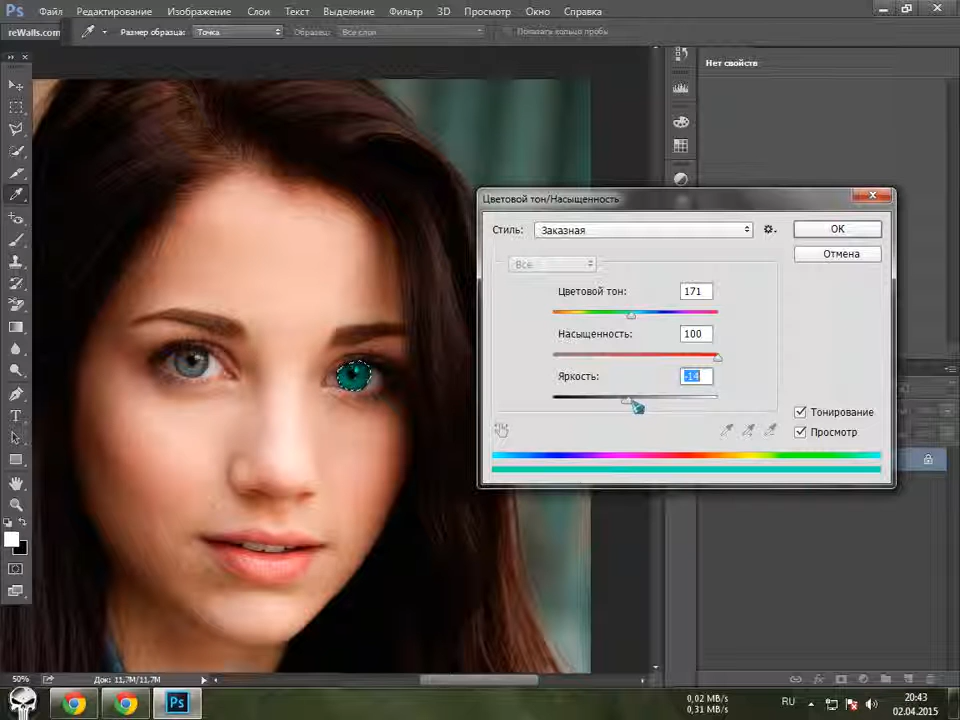 Ps Файл Редактирование Изображение Слои Текст Выделение Фильтр 3D Просмотр Окно Справка
Размер образца: Точка Образец: Все слои Показать кольцо пробы
reWalls.com
Нет свойств
Цветовой тон/Насыщенность
Стиль: Заказная OK
Все Отмена
Цветовой тон: 171
Насыщенность: 100
Яркость: -14
Тонирование
Просмотр
50% Док: 11,7M/11,7M
Ps 0,02 MB/s 0,31 MB/s RU 20:43
02.04.2015